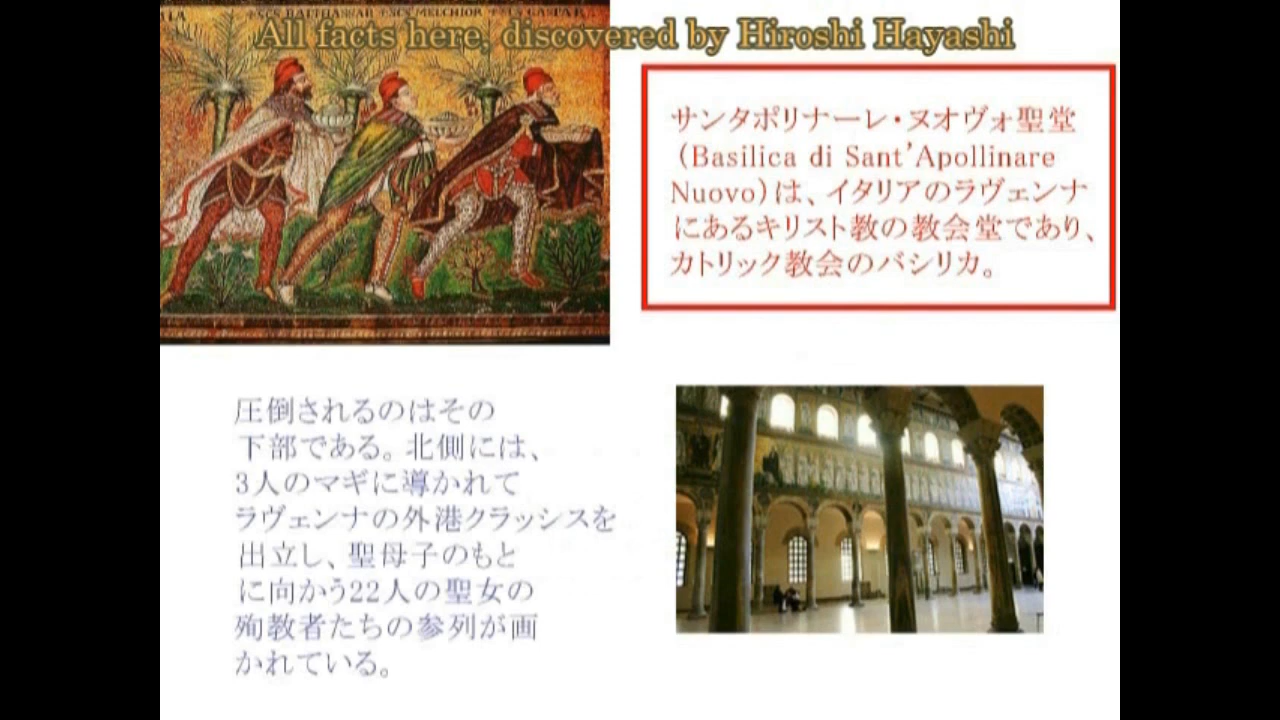 +SCS BALTHASSAR +SCS MELCHIOR +SCS GASPAR
All facts here, discovered by Hiroshi Hayashi
サンタポリナーレ・ヌオヴォ聖堂
（Basilica di Sant'Apollinare
Nuovo）は、イタリアのラヴェンナ
にあるキリスト教の教会堂であり、
カトリック教会のバシリカ。
圧倒されるのはその
下部である。北側には、
3人のマギに導かれて
ラヴェンナの外港クラッシスを
出立し、聖母子のもと
に向かう22人の聖女の
殉教者たちの参列が画
かれている。